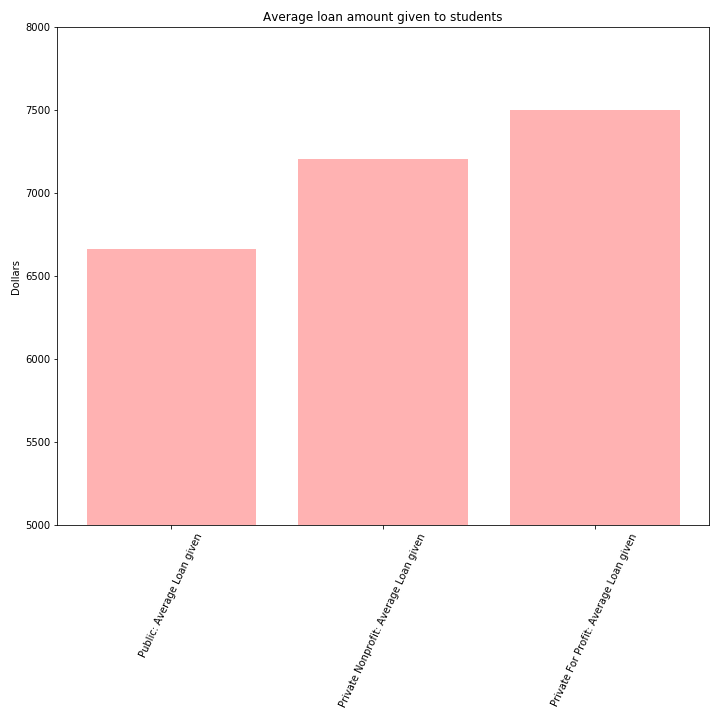 Average loan amount given to students
8000
7500
7000
6500
6000
5500
5000
Dollars
Public: Average Loan given
Private Nonprofit: Average Loan given
Private For Profit: Average Loan given